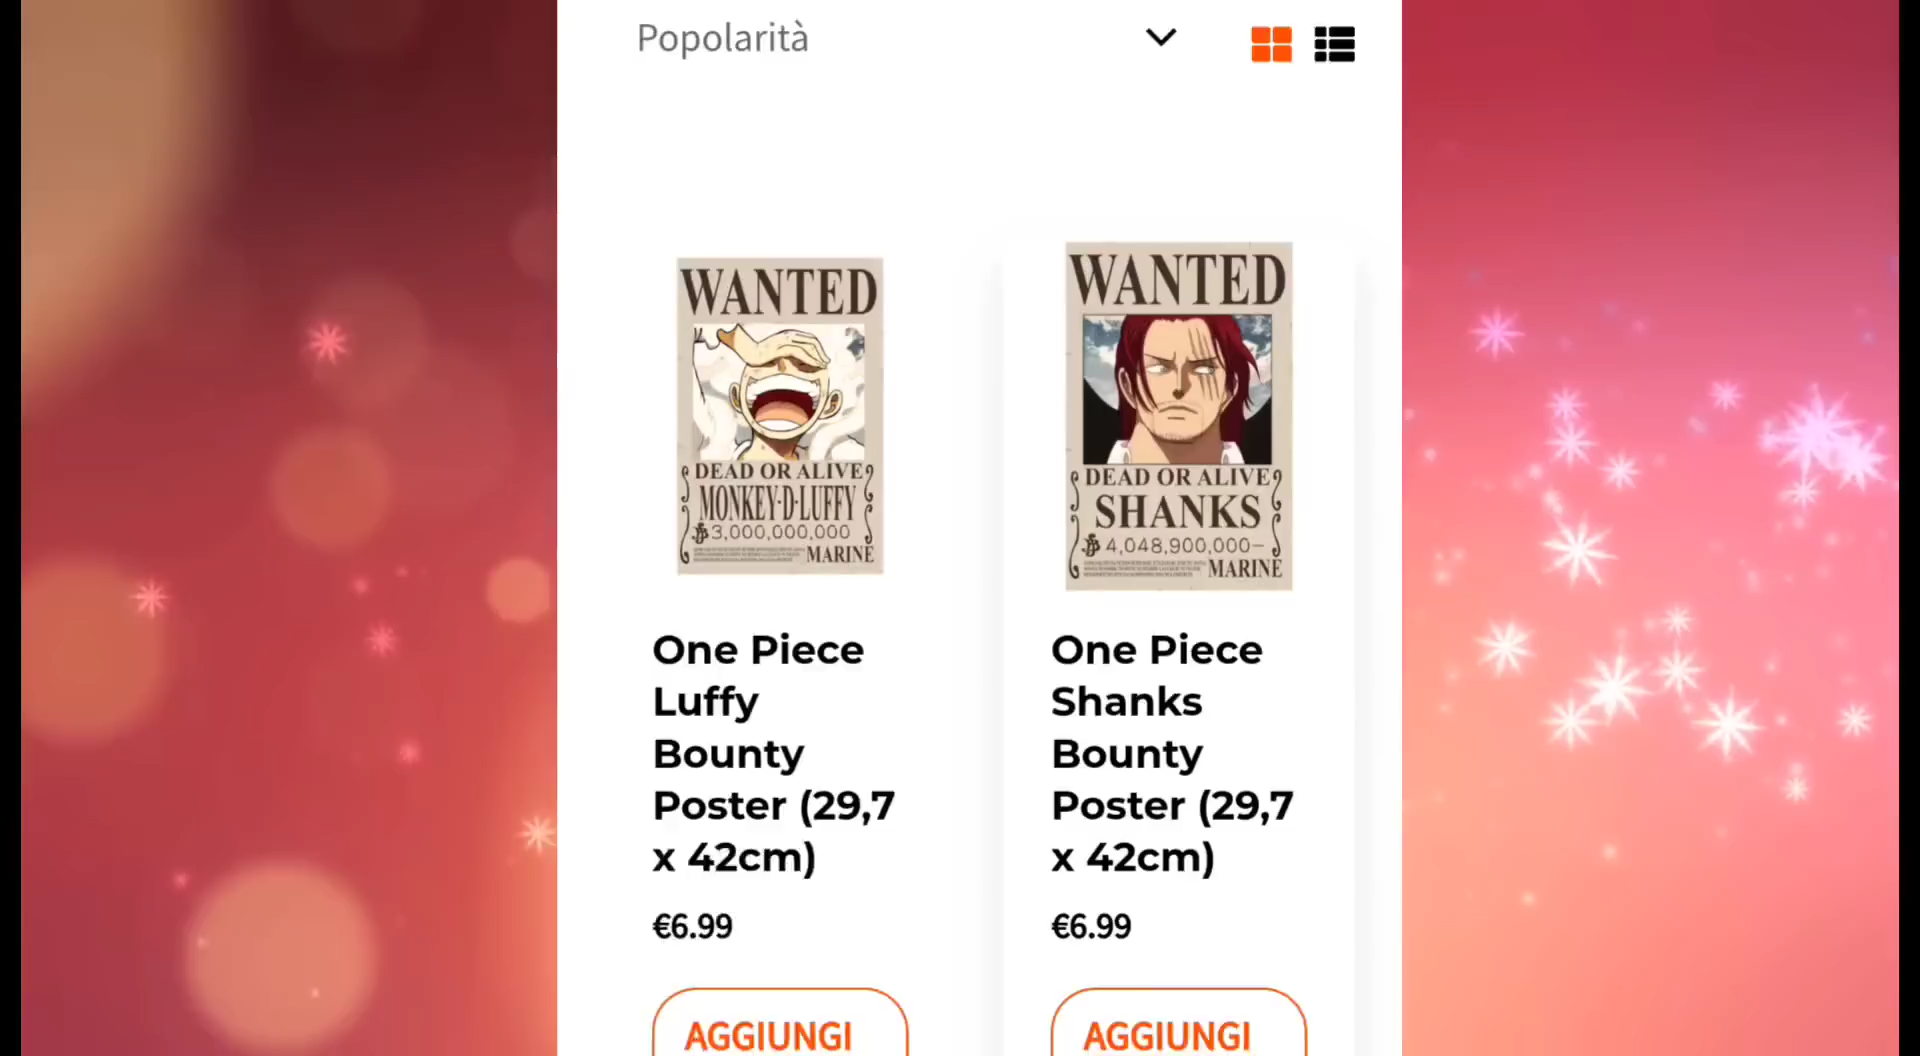 Popolarità
WANTED
DEAD OR ALIVE
MONKEY·D·LUFFY
3,000,000,000
MARINE
WANTED
DEAD OR ALIVE
SHANKS
4,048,900,000-
MARINE
One Piece
Luffy
Bounty
Poster (29,7
x 42cm)
€6.99
AGGIUNGI
One Piece
Shanks
Bounty
Poster (29,7
x 42cm)
€6.99
AGGIUNGI